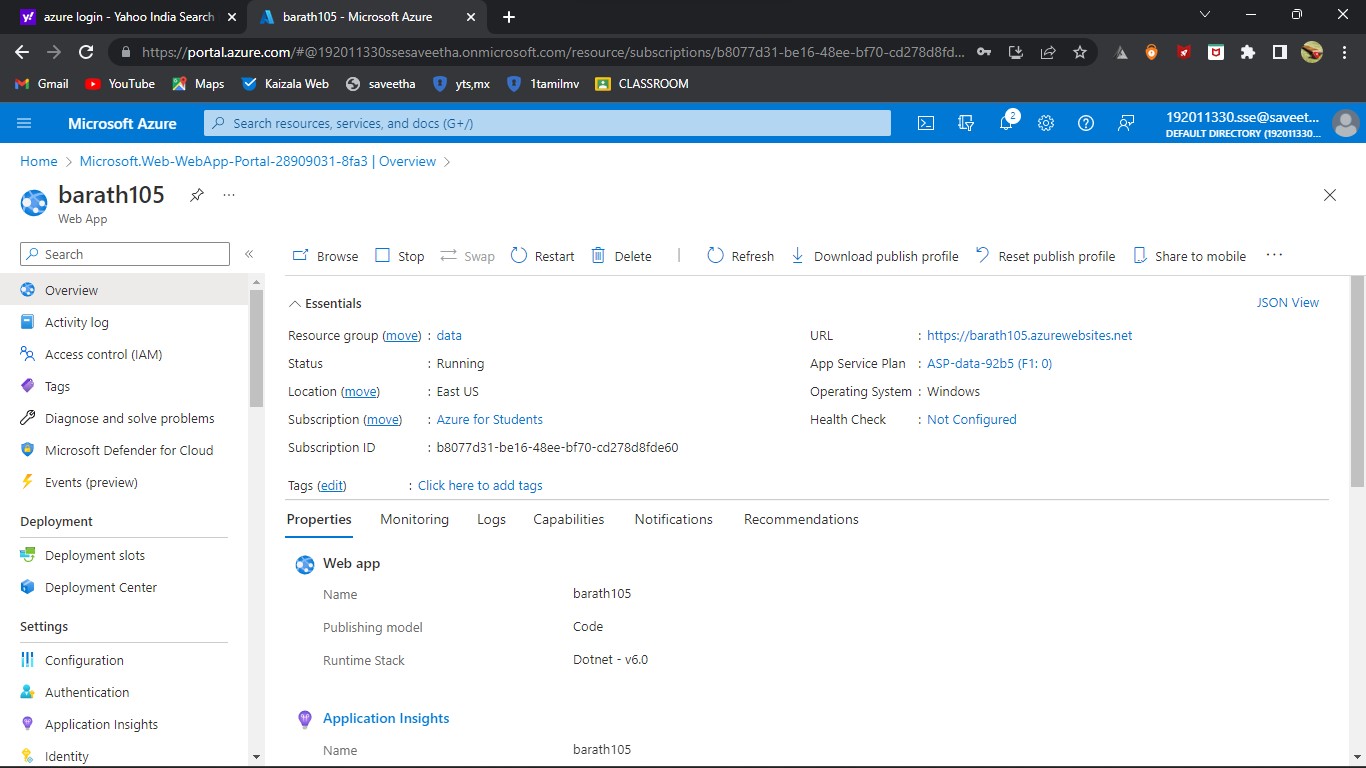 azure login - Yahoo India Search
barath105 - Microsoft Azure
https://portal.azure.com/#@192011330ssesaveetha.onmicrosoft.com/resource/subscriptions/b8077d31-be16-48ee-bf70-cd278d8fd...
Gmail YouTube Maps Kaizala Web saveetha yts,mx 1tamilmv CLASSROOM
Microsoft Azure Search resources, services, and docs (G+/) 2 192011330.sse@saveet...
DEFAULT DIRECTORY (192011330...
Home > Microsoft.Web-WebApp-Portal-28909031-8fa3 | Overview >
barath105 ...
Web App
Search «
Browse Stop Swap Restart Delete | Refresh Download publish profile Reset publish profile Share to mobile ...
Overview
Activity log
Access control (IAM)
Tags
Diagnose and solve problems
Microsoft Defender for Cloud
Events (preview)
Deployment
Deployment slots
Deployment Center
Settings
Configuration
Authentication
Application Insights
Identity
Essentials JSON View
Resource group (move) : data
Status : Running
Location (move) : East US
Subscription (move) : Azure for Students
Subscription ID : b8077d31-be16-48ee-bf70-cd278d8fde60
URL : https://barath105.azurewebsites.net
App Service Plan : ASP-data-92b5 (F1: 0)
Operating System : Windows
Health Check : Not Configured
Tags (edit) : Click here to add tags
Properties Monitoring Logs Capabilities Notifications Recommendations
Web app
Name barath105
Publishing model Code
Runtime Stack Dotnet - v6.0
Application Insights
Name barath105